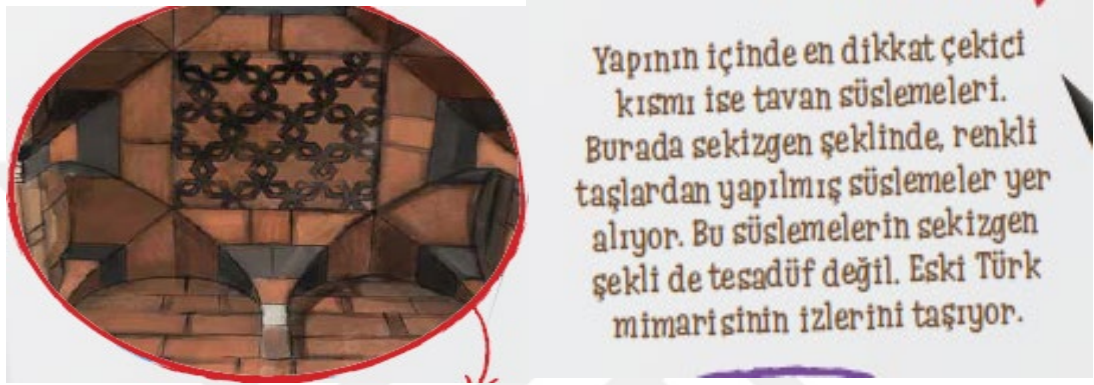 Yapının içinde en dikkat çekici
kısmı ise tavan süslemeleri.
Burada sekizgen şeklinde, renkli
taşlardan yapılmış süslemeler yer
alıyor. Bu süslemelerin sekizgen
şekli de tesadüf değil. Eski Türk
mimarisinin izlerini taşıyor.